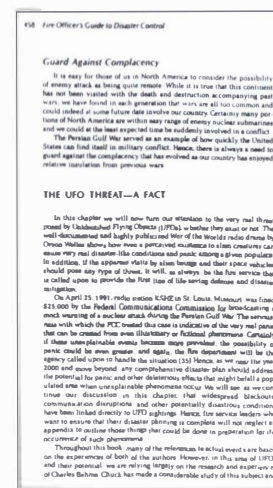 458 Fire Officer's Guide to Disaster Control
Guard Against Complacency
It is easy for those of us in North America to consider the possibility
of enemy attack as being quite remote. While it is true that this continent
has not been visited with the death and destruction accompanying past
wars, we have found in each generation that wars are all too common and
could indeed at some future date involve our country. Certainly many por-
tions of North America are within easy range of enemy nuclear submarines
and we could at the least expected time be suddenly involved in a conflict.
The Persian Gulf War served as an example of how quickly the United
States can find itself in military conflict. Hence, there is always a need to
guard against the complacency that has evolved as our country has enjoyed
relative insulation from previous wars.
THE UFO THREAT—A FACT
In this chapter we will now turn our attention to the very real threat
posed by Unidentified Flying Objects (UFOs), whether they exist or not. The
well-documented and highly publicized War of the Worlds radio drama by
Orson Welles shows how even a perceived existence to alien creatures can
cause very real disaster-like conditions and panic among a given populace.
In addition, if the apparent visits by alien beings and their space vehicles
should pose any type of threat, it will, as always, be the fire service that
is called upon to provide the first line of life-saving defense and disaster
mitigation.
On April 25, 1991, radio station KSHE in St. Louis, Missouri was fined
$25,000 by the Federal Communications Commission for broadcasting a
mock warning of a nuclear attack during the Persian Gulf War. The serious-
ness with which the FCC treated this case is indicative of the very real panic
that can be created from even illusionary or fictional phenomena. Certainly
if these unexplainable events become more prevalent, the possibility of
panic could be even greater and again, the fire department will be the
agency called upon to handle the situation [35] Hence, as we near the year
2000 and move beyond any comprehensive disaster plan should address
the potential for panic and other deleterious effects that might befall a pop-
ulated area when unexplainable phenomena occur. We will see as we con-
tinue our discussion in this chapter, that widespread blackouts,
communication disruptions and other potentially disastrous conditions
have been linked directly to UFO sightings. Hence, fire service leaders who
want to ensure that their disaster planning is complete will not neglect an
appendix to outline those things that could be done in preparation for the
occurrence of such phenomena
Throughout this book, many of the references to actual events are based
on the experiences of both of the authors. However, in this area of UFOs
and their potential, we are relying largely on the research and experience
of Charles Bahme. Chuck has made a considerable study of this subject and